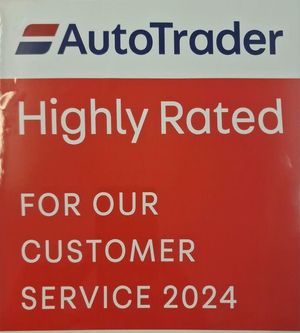 AutoTrader
Highly Rated
FOR OUR
CUSTOMER
SERVICE 2024